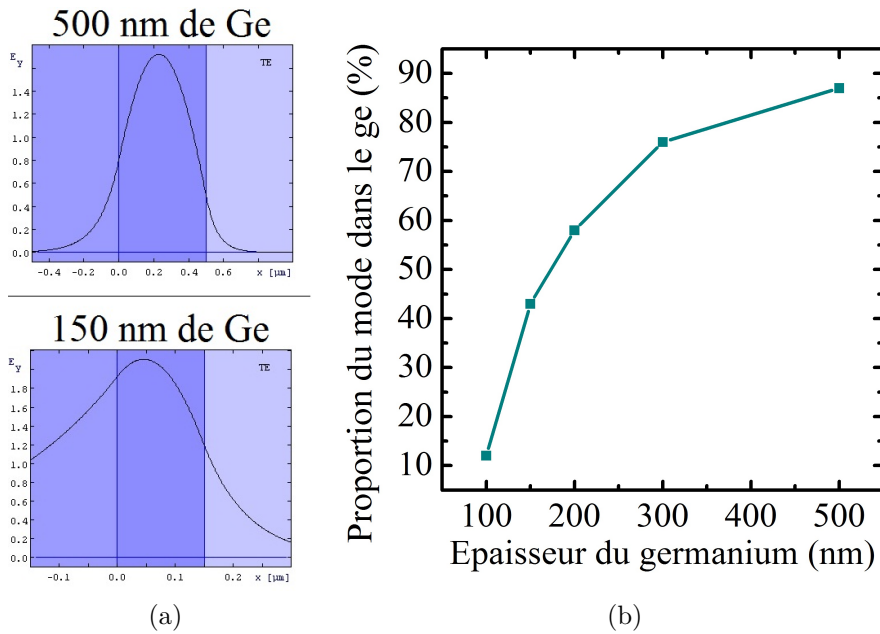 500 nm de Ge
E_y
TE
1.4
1.2
1.0
0.8
0.6
0.4
0.2
0.0
-0.4 -0.2 0.0 0.2 0.4 0.6
x [µm]
150 nm de Ge
E_y
TE
1.8
1.6
1.4
1.2
1.0
0.8
0.6
0.4
0.2
0.0
-0.1 0.0 0.1 0.2
x [µm]
(a)
Proportion du mode dans le ge (%)
90
80
70
60
50
40
30
20
10
100 200 300 400 500
Epaisseur du germanium (nm)
(b)